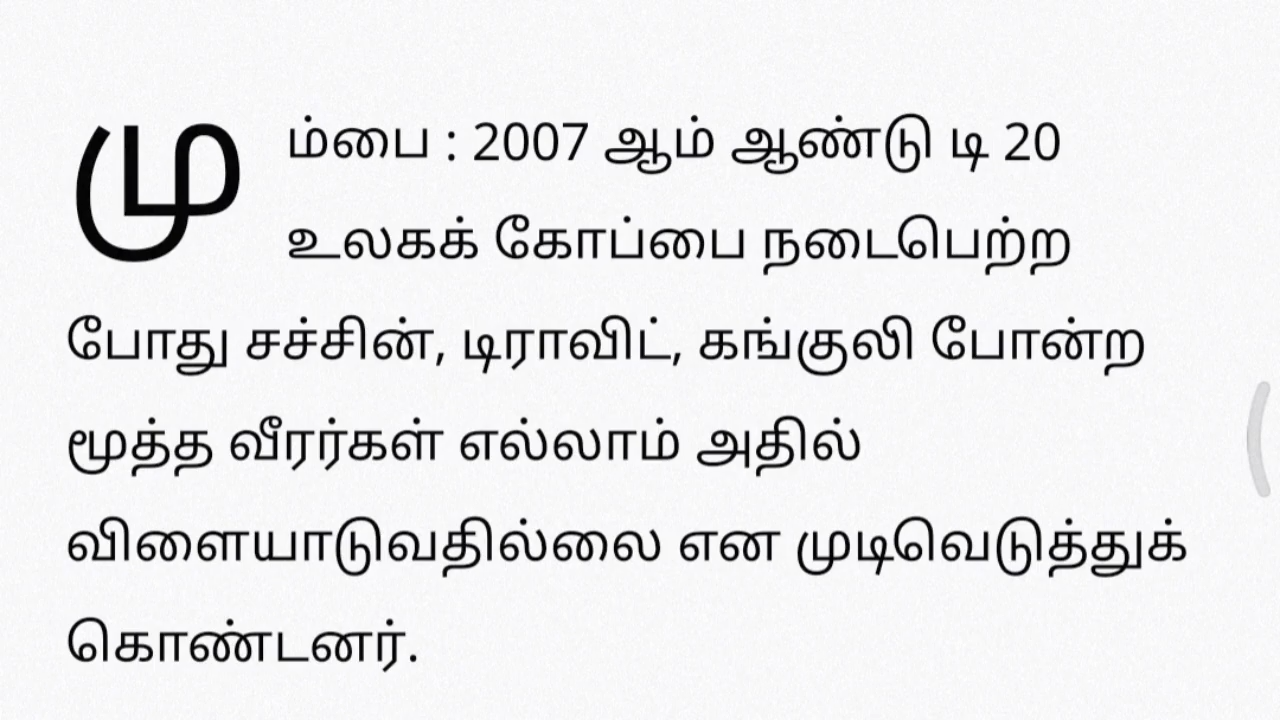 மும்பை : 2007 ஆம் ஆண்டு டி 20
உலகக் கோப்பை நடைபெற்ற
போது சச்சின், டிராவிட், கங்குலி போன்ற
மூத்த வீரர்கள் எல்லாம் அதில்
விளையாடுவதில்லை என முடிவெடுத்துக்
கொண்டனர்.